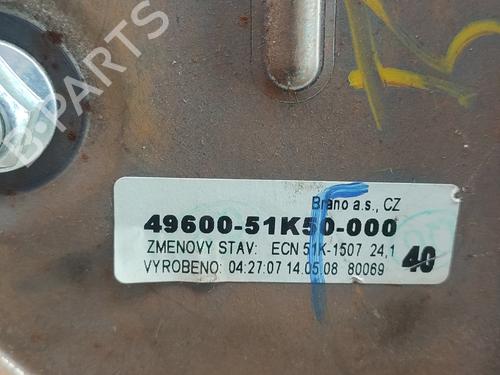 B-PARTS
Brano a.s., CZ
49600-51K50-000
ZMENOVY STAV: ECN 51K-1507 24,1
VYROBENO: 04:27:07 14.05.08 80069
40